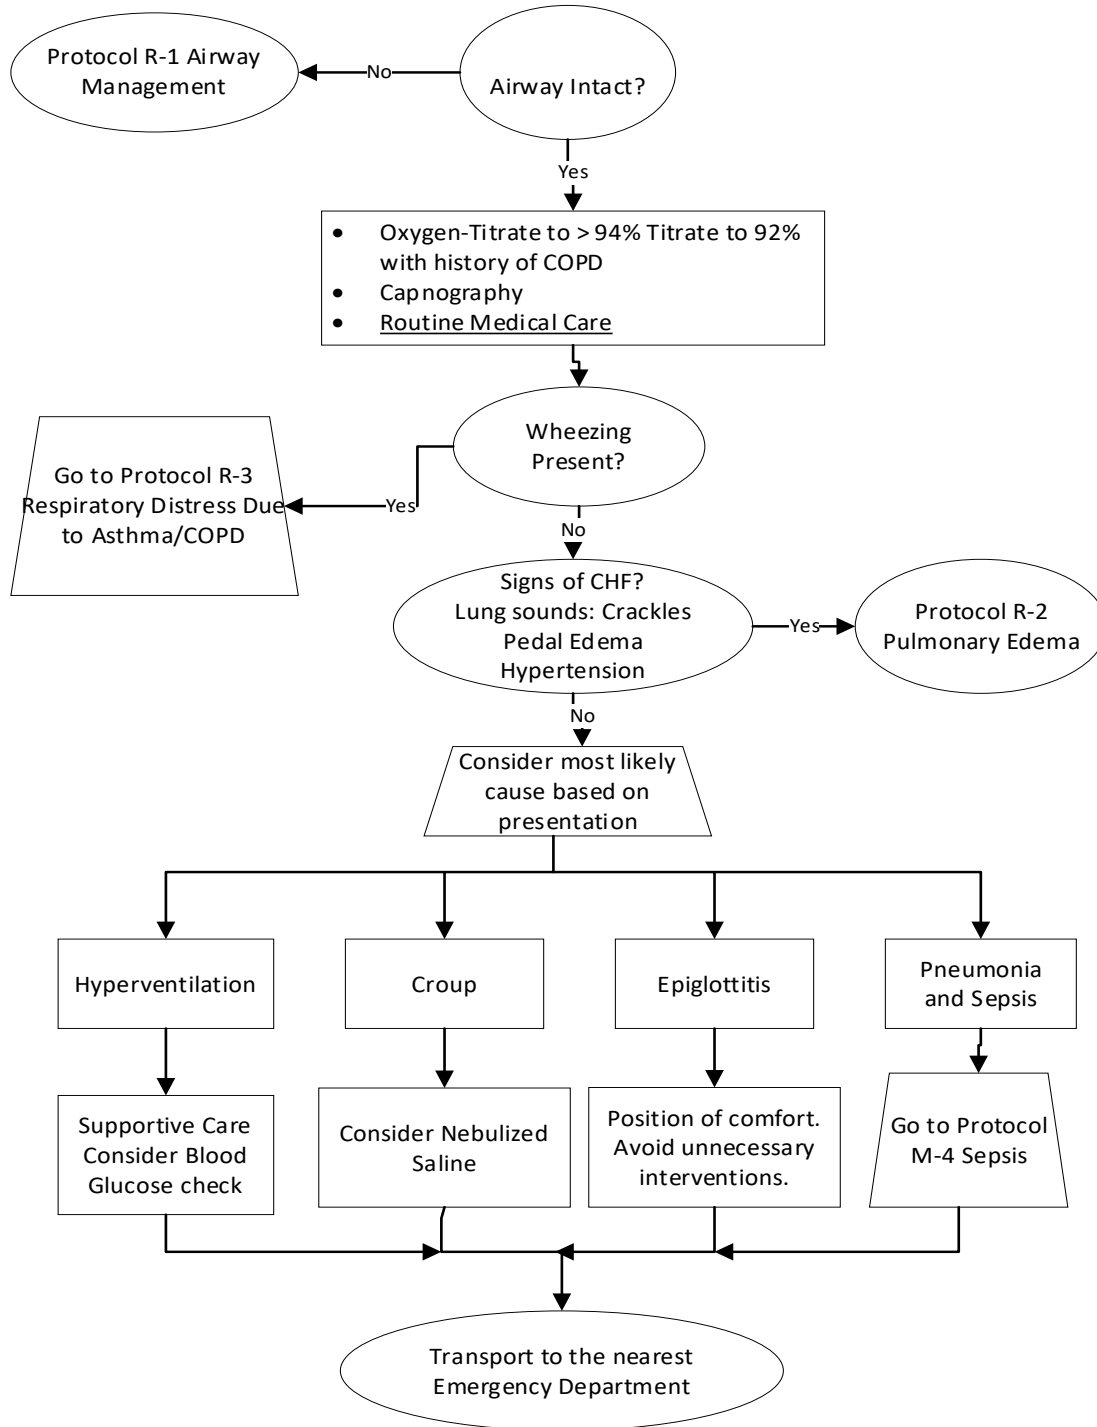 Protocol R-1 Airway
Management
No
Airway Intact?
Yes
• Oxygen-Titrate to > 94% Titrate to 92%
with history of COPD
• Capnography
• Routine Medical Care
Wheezing
Present?
Go to Protocol R-3
Respiratory Distress Due
to Asthma/COPD
Yes
No
Signs of CHF?
Lung sounds: Crackles
Pedal Edema
Hypertension
Yes
Protocol R-2
Pulmonary Edema
No
Consider most likely
cause based on
presentation
Hyperventilation
Croup
Epiglottitis
Pneumonia
and Sepsis
Supportive Care
Consider Blood
Glucose check
Consider Nebulized
Saline
Position of comfort.
Avoid unnecessary
interventions.
Go to Protocol
M-4 Sepsis
Transport to the nearest
Emergency Department